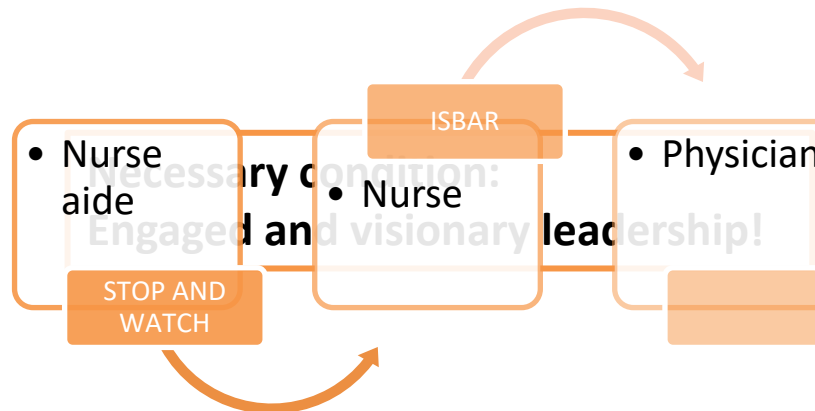 ISBAR
• Nurse
aide
• Nurse
• Physician
Necessary condition:
Engaged and visionary leadership!
STOP AND
WATCH